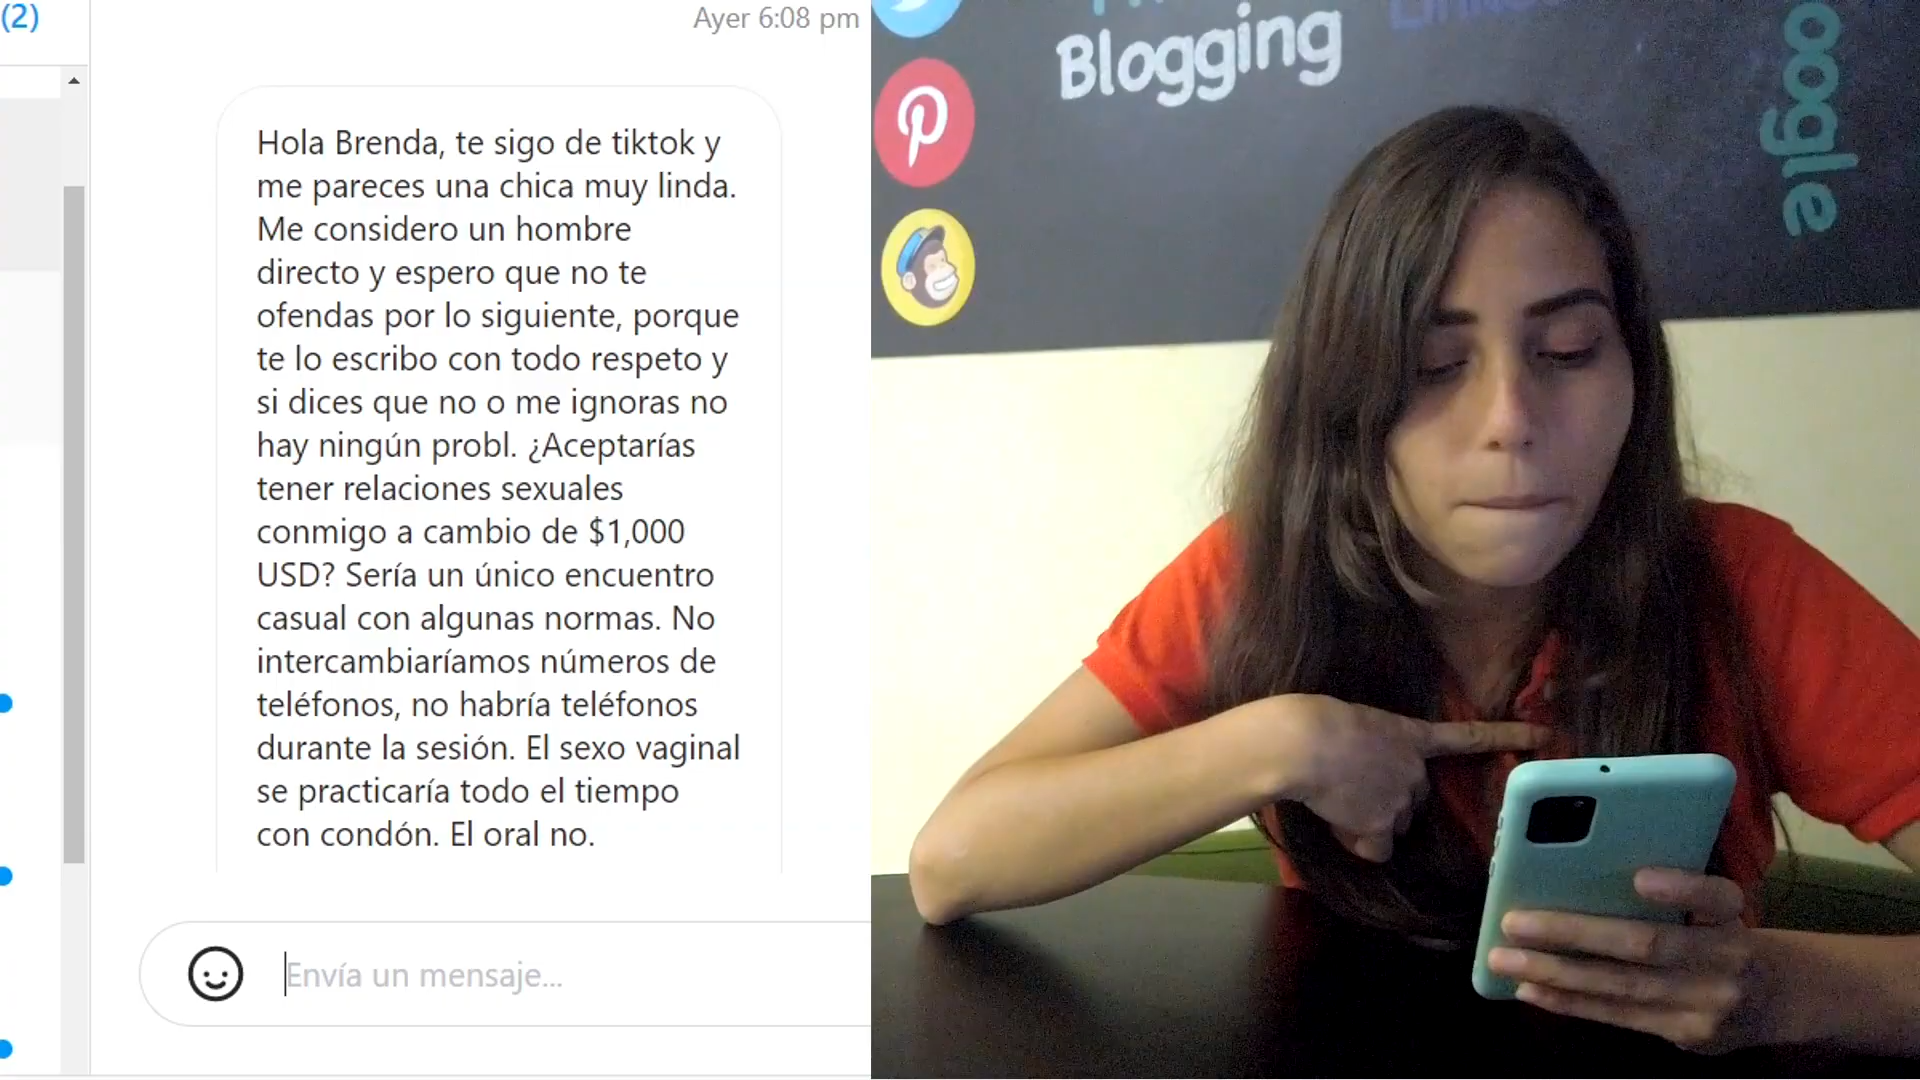 (2)
Ayer 6:08 pm
Hola Brenda, te sigo de tiktok y
me pareces una chica muy linda.
Me considero un hombre
directo y espero que no te
ofendas por lo siguiente, porque
te lo escribo con todo respeto y
si dices que no o me ignoras no
hay ningún probl. ¿Aceptarías
tener relaciones sexuales
conmigo a cambio de $1,000
USD? Sería un único encuentro
casual con algunas normas. No
intercambiaríamos números de
teléfonos, no habría teléfonos
durante la sesión. El sexo vaginal
se practicaría todo el tiempo
con condón. El oral no.
Envía un mensaje...
Blogging
oogle